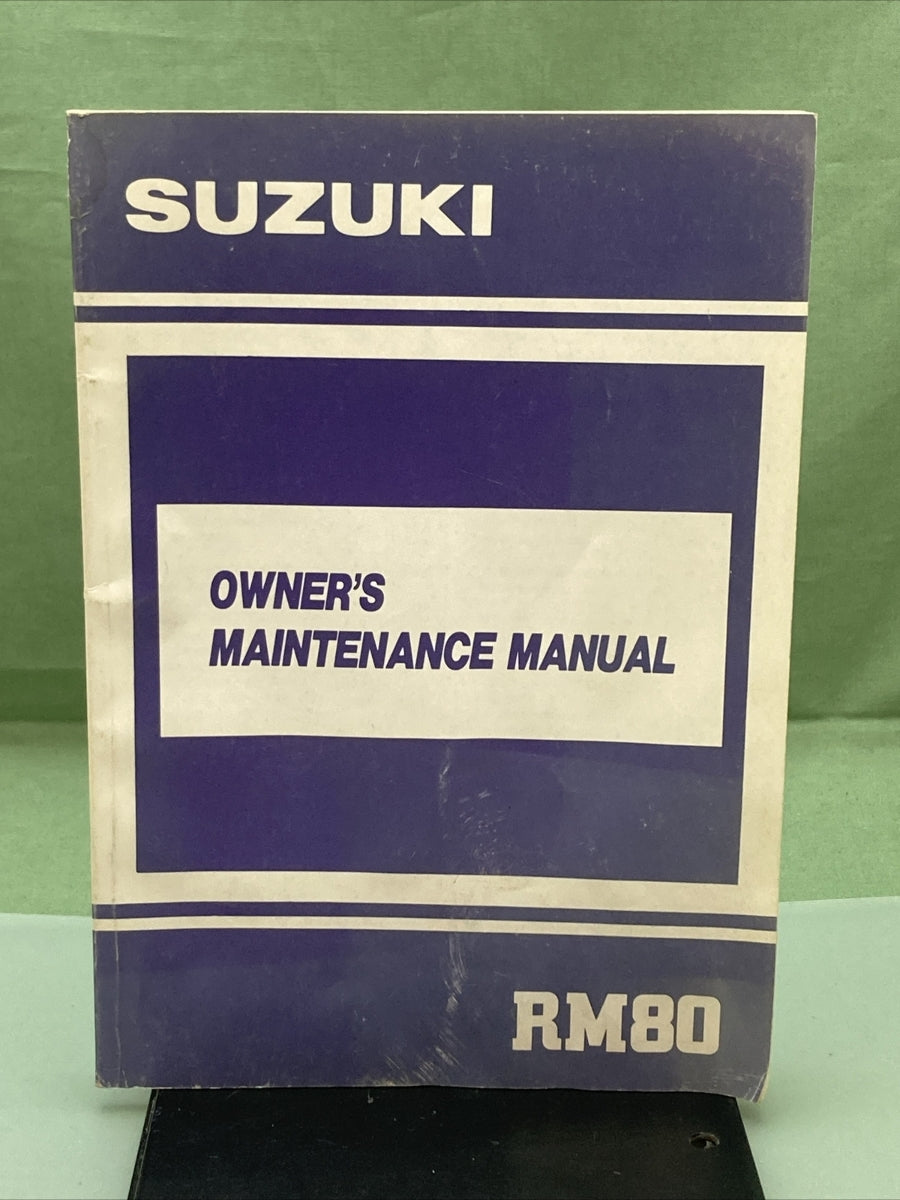 SUZUKI
OWNER'S
MAINTENANCE MANUAL
RM80